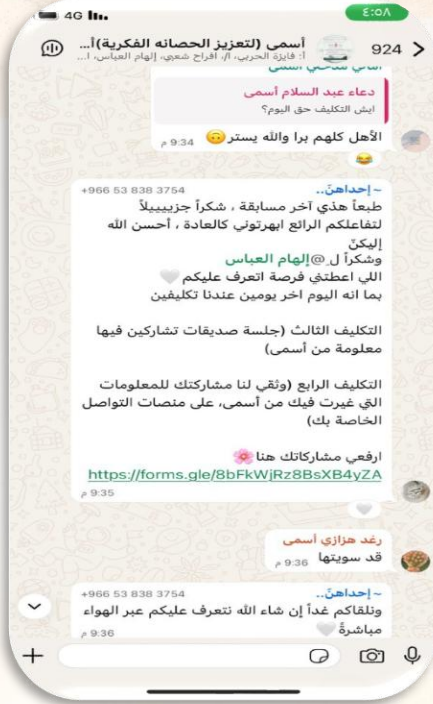 4G
٤:٥٨
924
أسمى (لتعزيز الحصانه الفكرية)أ...
أ: فايزة الحربي، ا/، افراح شعبي، إلهام العباس، ا...
دعاء عبد السلام أسمى
ايش التكليف حق اليوم؟
الأهل كلهم برا والله يستر🙃
9:34 م
😂
~ إحداهنّ..
+966 53 838 3754
طبعاً هذي آخر مسابقة ، شكراً جزييييلاً
لتفاعلكم الرائع ابهرتوني كالعادة ، أحسن الله
إليكنّ
وشكراً لـ @إلهام العباس
اللي اعطتني فرصة اتعرف عليكم 🤍
بما انه اليوم اخر يومين عندنا تكليفين
التكليف الثالث (جلسة صديقات تشاركين فيها
معلومة من أسمى)
التكليف الرابع (وثقي لنا مشاركتك للمعلومات
التي غيرت فيك من أسمى، على منصات التواصل
الخاصة بك)
ارفعي مشاركاتك هنا🌸
https://forms.gle/8bFkWjRz8BsXB4yZA
9:35 م
🤍
رغد هزازي أسمى
قد سويتها
9:36 م
~ إحداهنّ..
+966 53 838 3754
ونلقاكم غداً إن شاء الله نتعرف عليكم عبر الهواء
مباشرةً 🤍
9:36 م